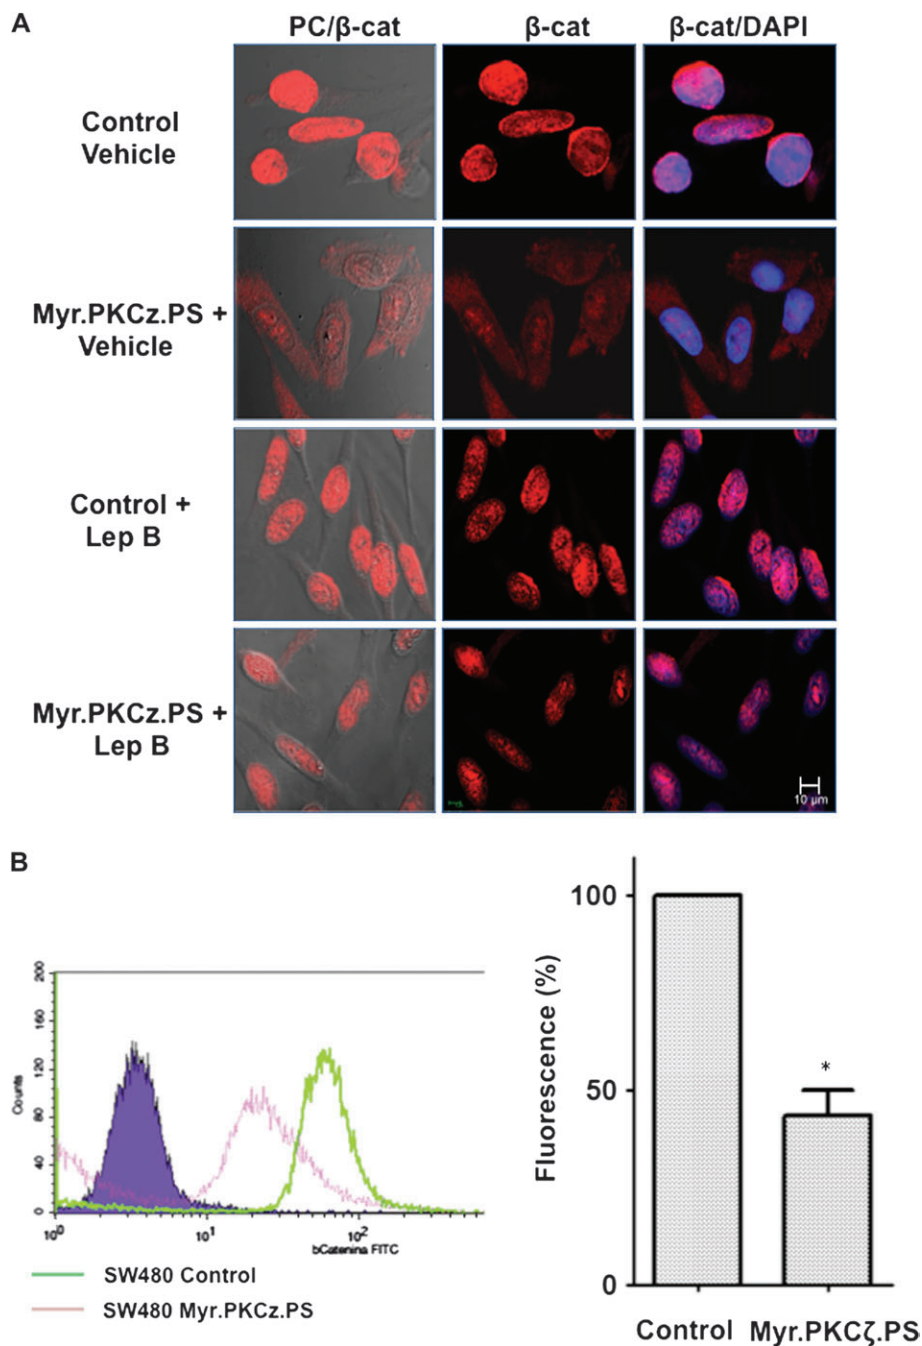 A
PC/β-cat
β-cat
β-cat/DAPI
Control
Vehicle
Myr.PKCz.PS +
Vehicle
Control +
Lep B
Myr.PKCz.PS +
Lep B
10 µm
B
200
160
120
80
40
0
Counts
10⁰
10¹
10²
bCatenina FITC
SW480 Control
SW480 Myr.PKCz.PS
100
50
0
Fluorescence (%)
*
Control
Myr.PKCζ.PS